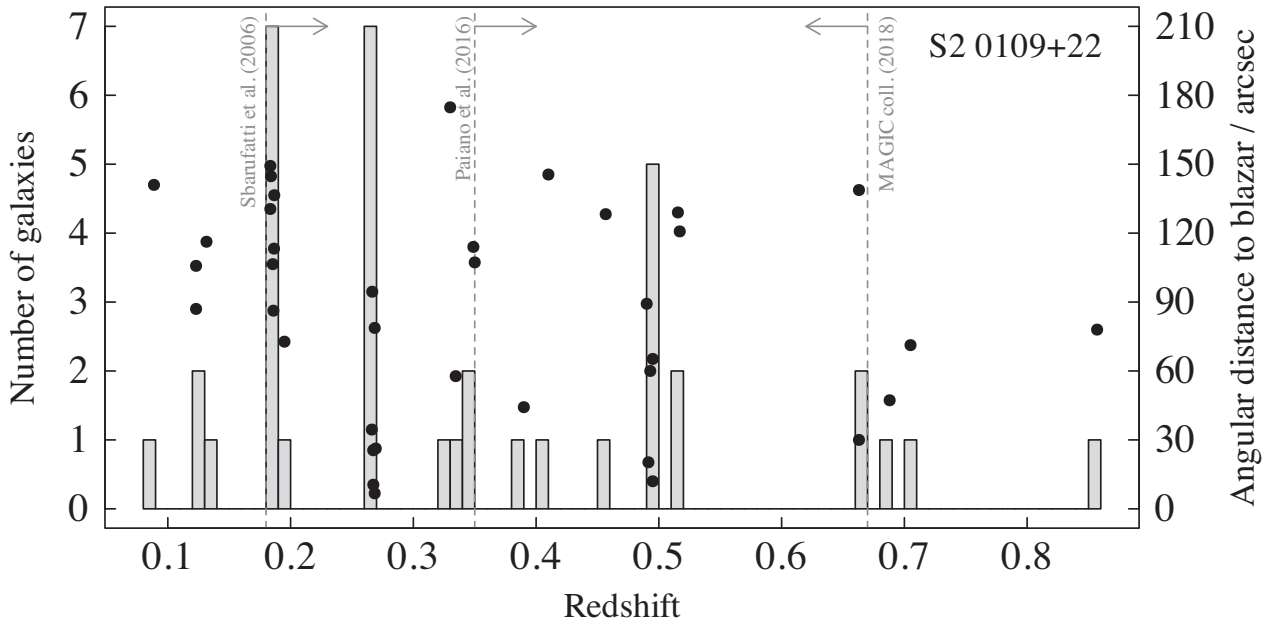 S2 0109+22
Number of galaxies
7
6
5
4
3
2
1
0
Sbarufatti et al. (2006)
Paiano et al. (2016)
MAGIC coll. (2018)
210
180
150
120
90
60
30
0
Angular distance to blazar / arcsec
0.1 0.2 0.3 0.4 0.5 0.6 0.7 0.8
Redshift